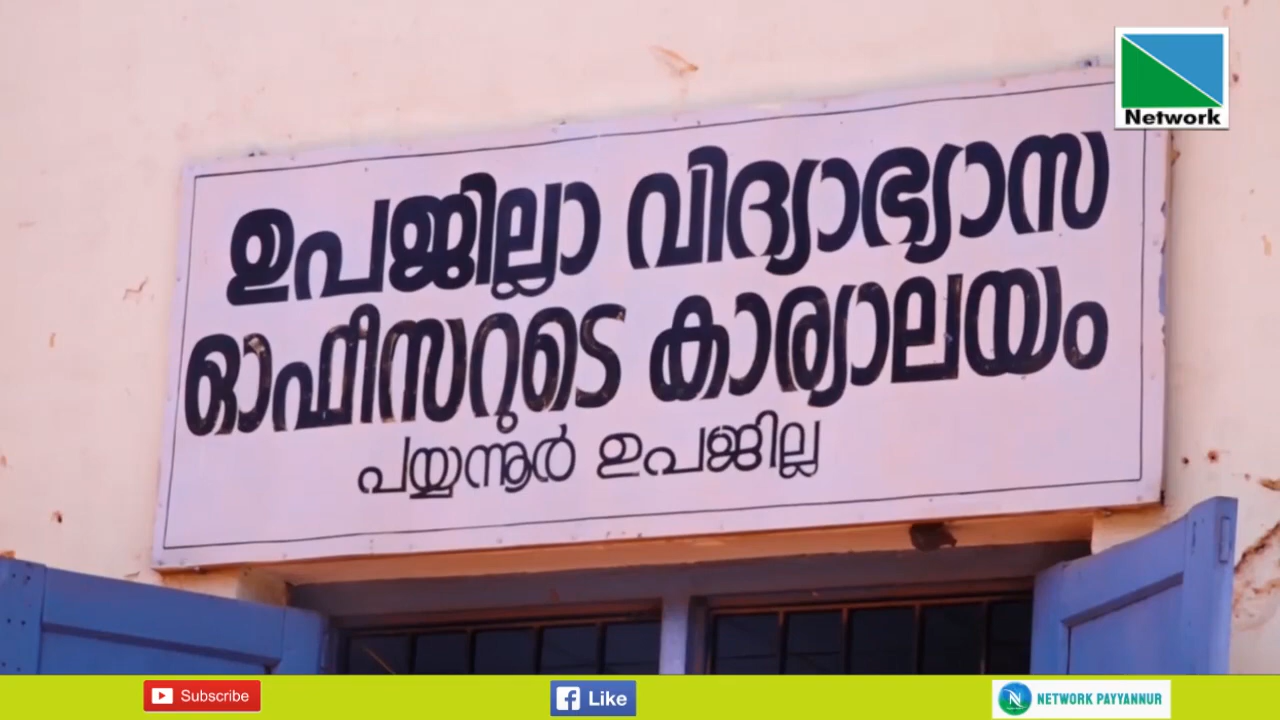 Network
ഉപജ്ജില്ലാ വിദ്യാഭ്യാസ
ഓഫീസറുടെ കാര്യാലയം
പയ്യന്നൂർ ഉപജില്ല
Subscribe
Like
NETWORK PAYYANNUR